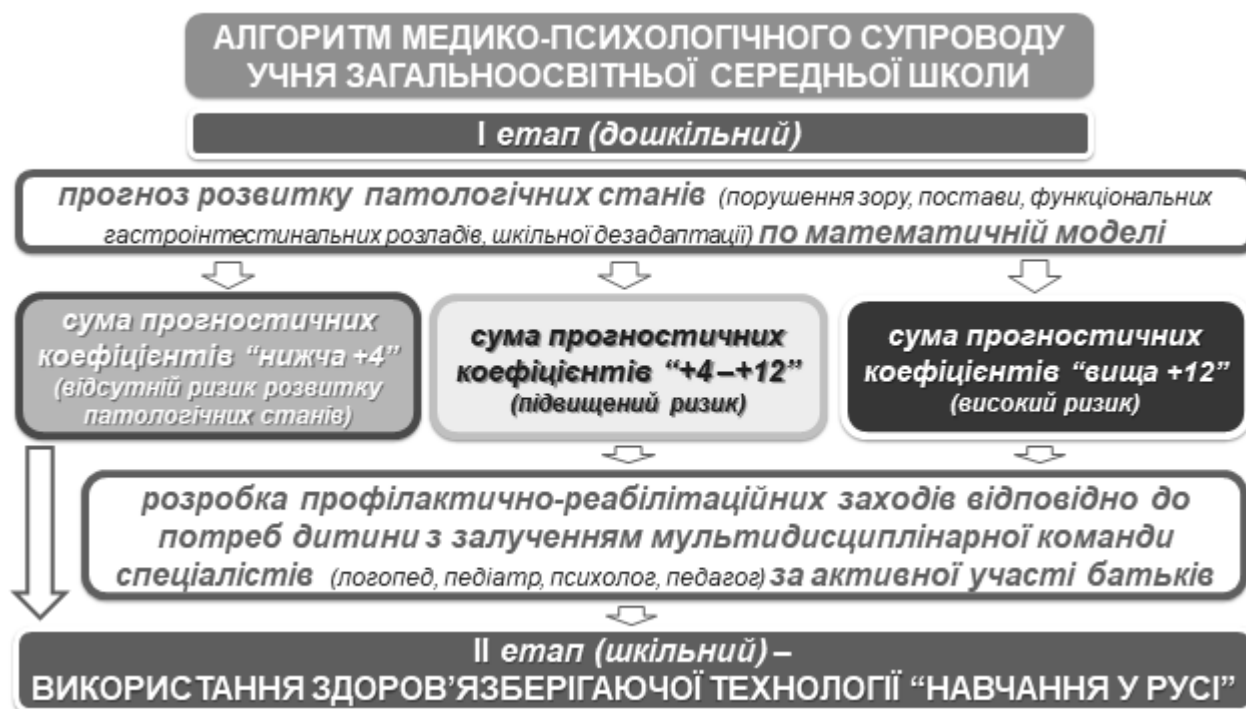 АЛГОРИТМ МЕДИКО-ПСИХОЛОГІЧНОГО СУПРОВОДУ
УЧНЯ ЗАГАЛЬНООСВІТНЬОЇ СЕРЕДНЬОЇ ШКОЛИ
І етап (дошкільний)
прогноз розвитку патологічних станів (порушення зору, постави, функціональних
гастроінтестинальних розладів, шкільної дезадаптації) по математичній моделі
сума прогностичних
коефіцієнтів “нижча +4”
(відсутній ризик розвитку
патологічних станів)
сума прогностичних
коефіцієнтів “+4 –+12”
(підвищений ризик)
сума прогностичних
коефіцієнтів “вища +12”
(високий ризик)
розробка профілактично-реабілітаційних заходів відповідно до
потреб дитини з залученням мультидисциплінарної команди
спеціалістів (логопед, педіатр, психолог, педагог) за активної участі батьків
ІІ етап (шкільний) –
ВИКОРИСТАННЯ ЗДОРОВ’ЯЗБЕРІГАЮЧОЇ ТЕХНОЛОГІЇ “НАВЧАННЯ У РУСІ”